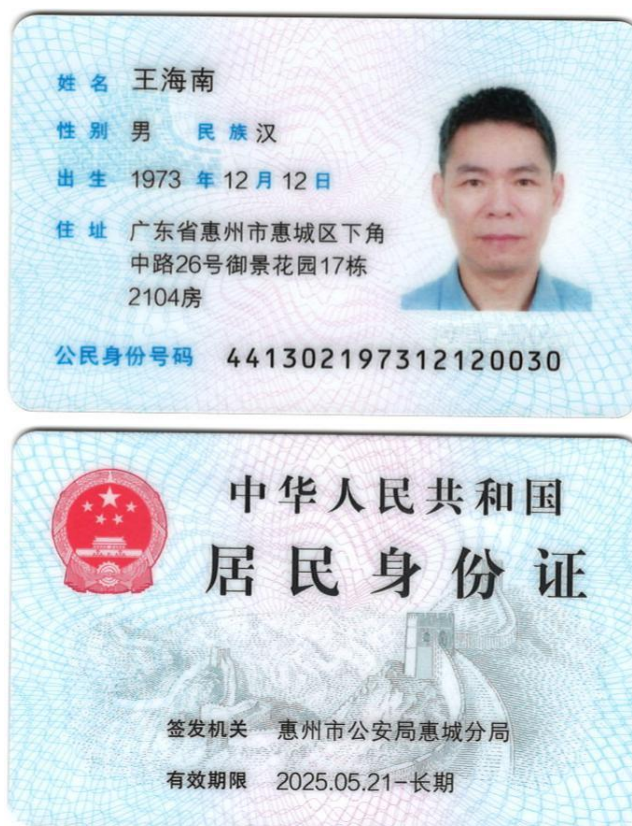 姓名 王海南
性别 男 民族 汉
出生 1973 年 12 月 12 日
住址 广东省惠州市惠城区下角
中路26号御景花园17栋
2104房
公民身份号码 441302197312120030
中华人民共和国
居民身份证
签发机关 惠州市公安局惠城分局
有效期限 2025.05.21-长期